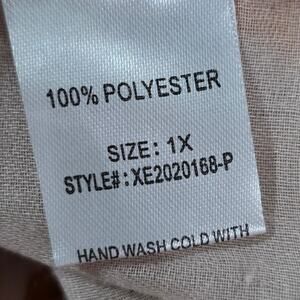 100% POLYESTER
SIZE: 1X
STYLE#: XE2020168-P
HAND WASH COLD WITH